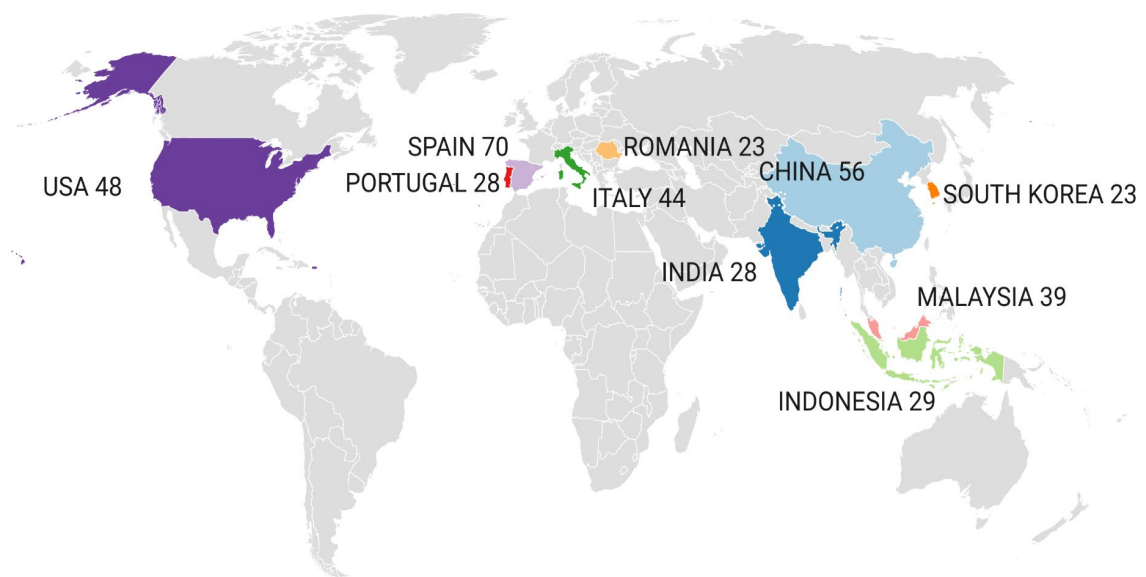 SPAIN 70
ROMANIA 23
CHINA 56
USA 48
PORTUGAL 28
ITALY 44
SOUTH KOREA 23
INDIA 28
MALAYSIA 39
INDONESIA 29